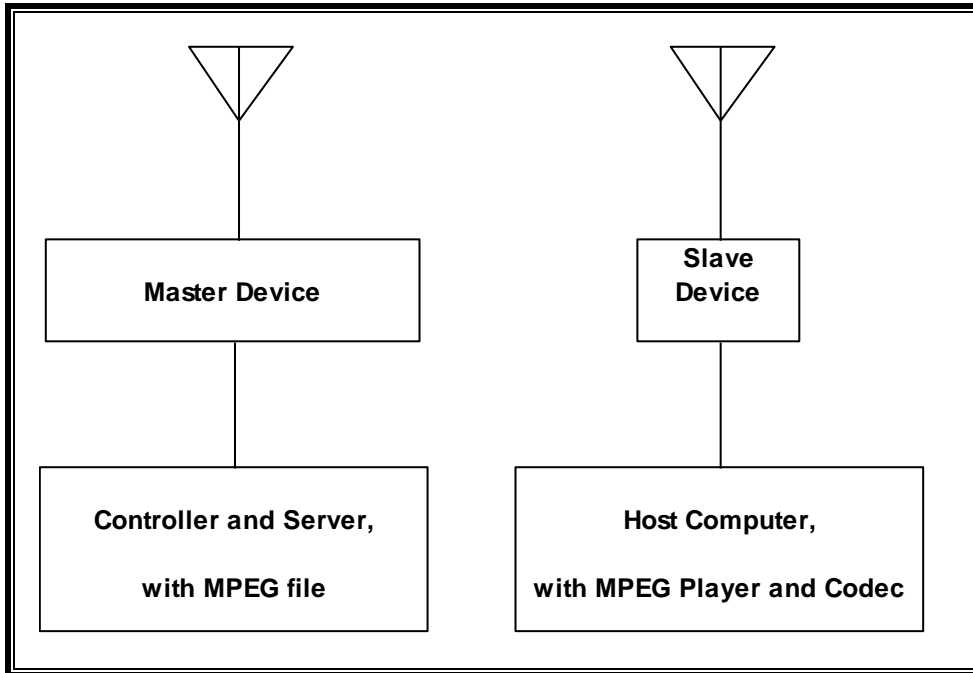 Master Device
Slave
Device
Controller and Server,
with MPEG file
Host Computer,
with MPEG Player and Codec